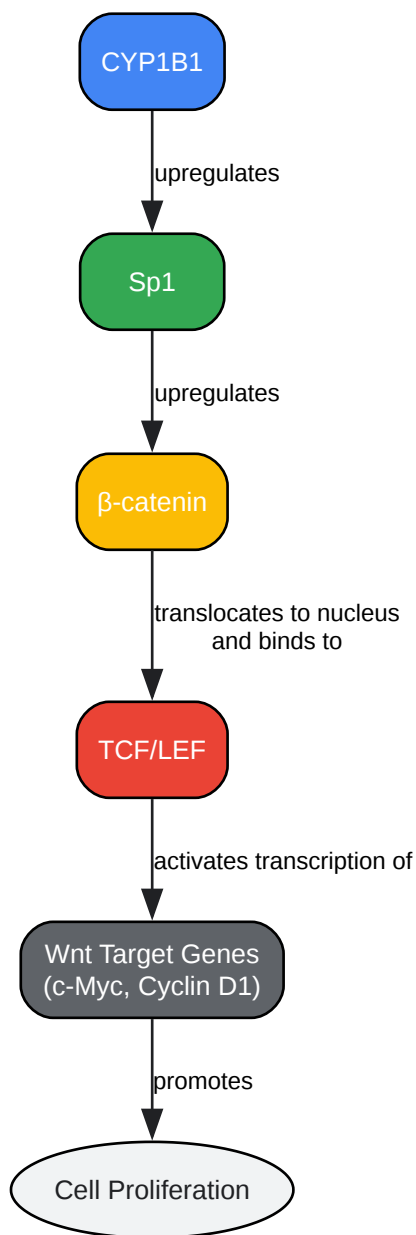 CYP1B1
upregulates
Sp1
upregulates
β-catenin
translocates to nucleus
and binds to
TCF/LEF
activates transcription of
Wnt Target Genes
(c-Myc, Cyclin D1)
promotes
Cell Proliferation